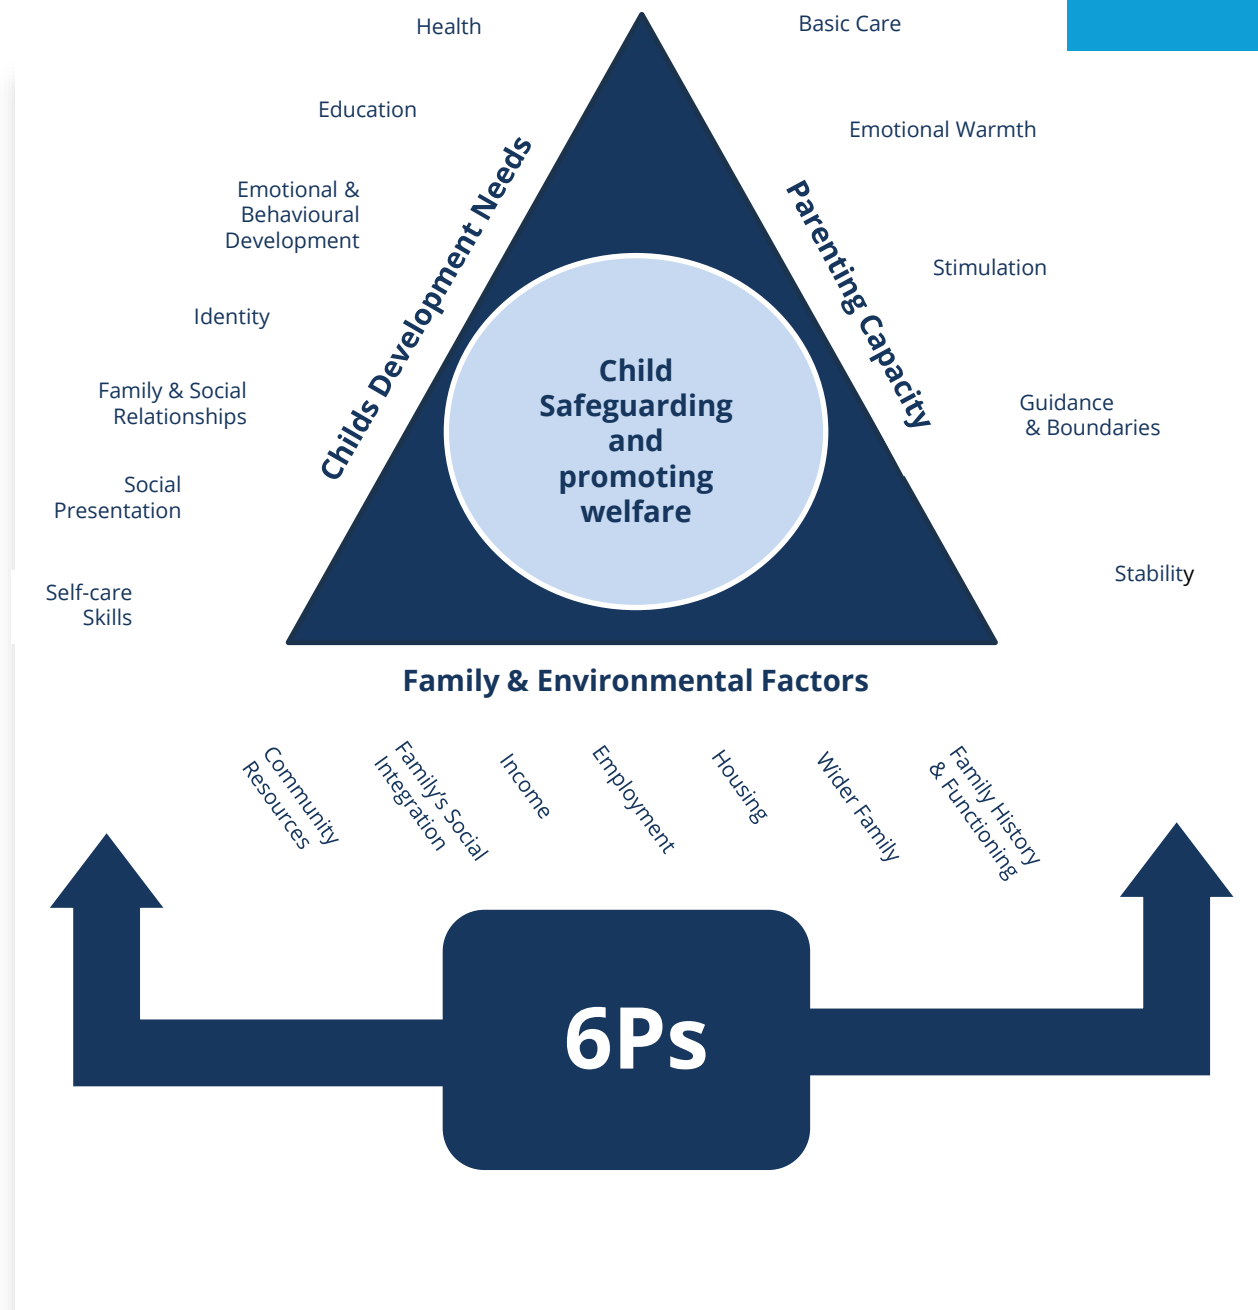 Health
Education
Emotional &
Behavioural
Development
Identity
Family & Social
Relationships
Social
Presentation
Self-care
Skills
Childs Development Needs
Basic Care
Emotional Warmth
Stimulation
Guidance
& Boundaries
Stability
Parenting Capacity
Child
Safeguarding
and
promoting
welfare
Family & Environmental Factors
Community
Resources
Family's Social
Integration
Income
Employment
Housing
Wider Family
Family History
& Functioning
6Ps